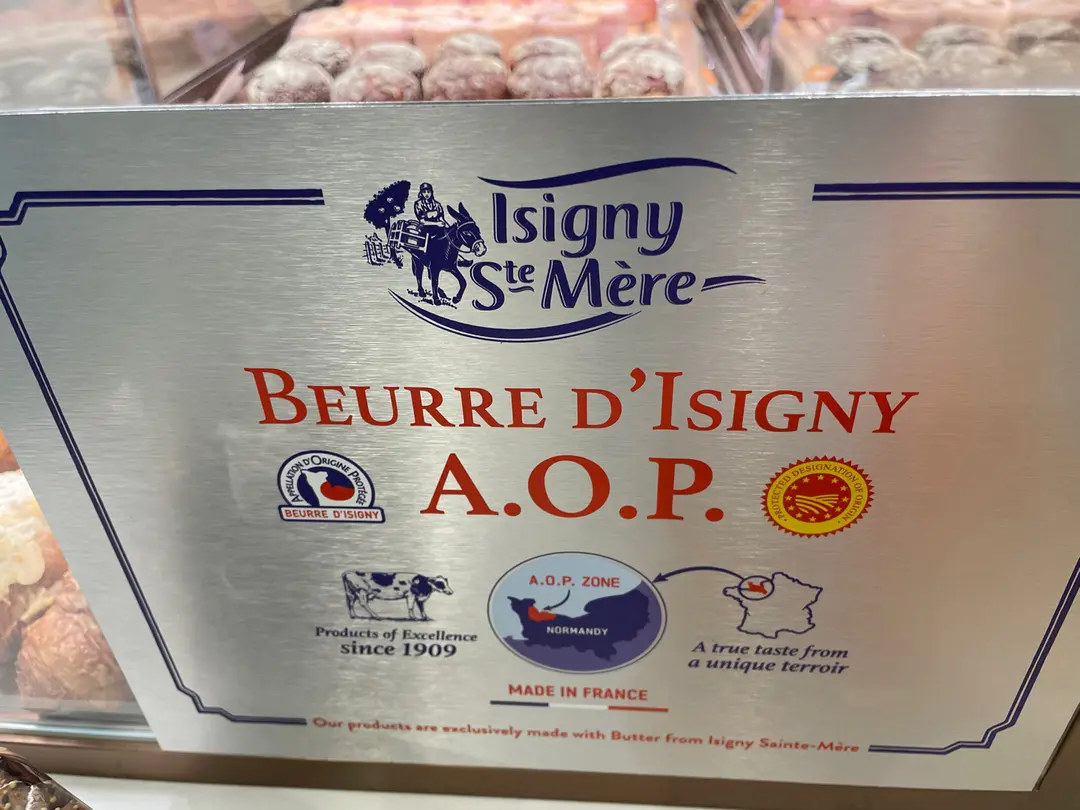 Isigny
Ste Mère
BEURRE D'ISIGNY
APPELLATION D'ORIGINE PROTÉGÉE
BEURRE D'ISIGNY
A.O.P.
PROTECTED DESIGNATION OF ORIGIN
Products of Excellence
since 1909
A.O.P. ZONE
NORMANDY
A true taste from
a unique terroir
MADE IN FRANCE
Our products are exclusively made with Butter from Isigny Sainte-Mère